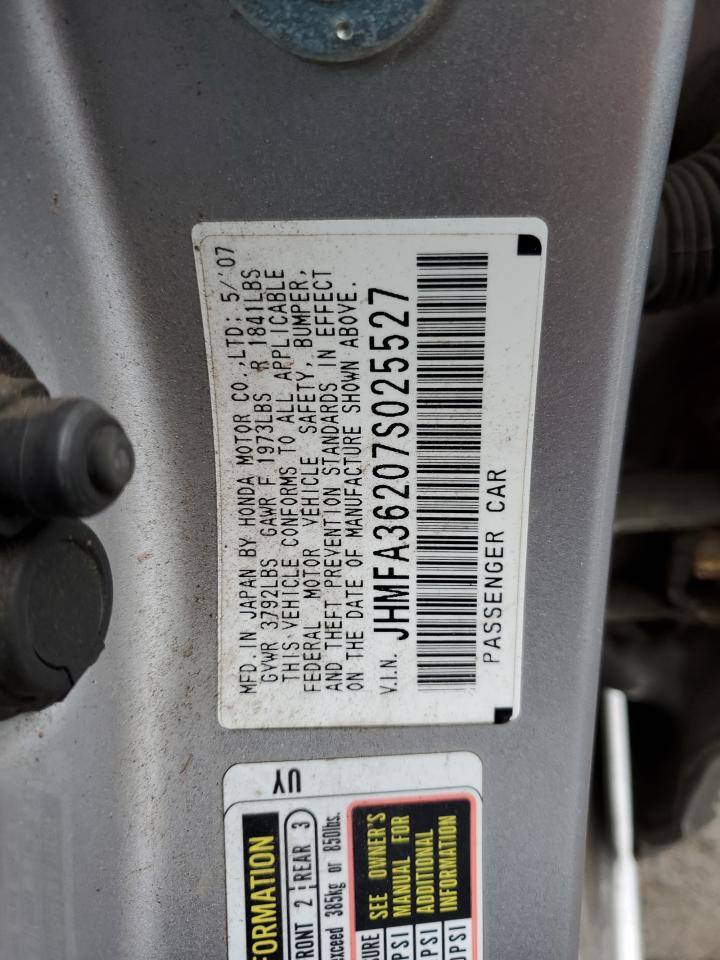 MFD. IN JAPAN BY HONDA MOTOR CO.,LTD; 5/'07
GVWR 3792LBS GAWR F 1973LBS R 1841LBS
THIS VEHICLE CONFORMS TO ALL APPLICABLE
FEDERAL MOTOR VEHICLE SAFETY, BUMPER,
AND THEFT PREVENTION STANDARDS IN EFFECT
ON THE DATE OF MANUFACTURE SHOWN ABOVE.
V.I.N. JHMFA36207S025527
PASSENGER CAR
UY
FORMATION
RONT 2 REAR 3
exceed 385kg or 850lbs.
SEE OWNER'S
MANUAL FOR
ADDITIONAL
INFORMATION
URE
PSI
PSI
PSI